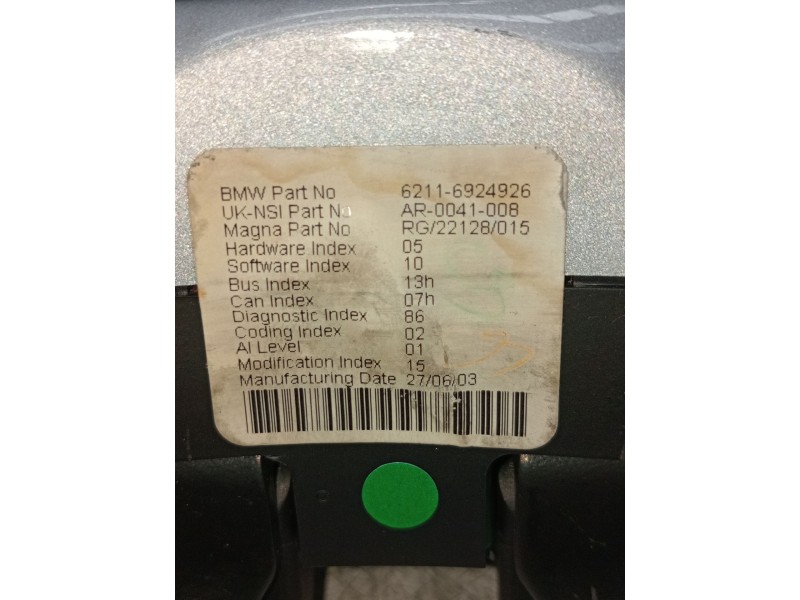 BMW Part No 6211-6924926
UK-NSI Part No AR-0041-008
Magna Part No RG/22128/015
Hardware Index 05
Software Index 10
Bus Index 13h
Can Index 07h
Diagnostic Index 86
Coding Index 02
AI Level 01
Modification Index 15
Manufacturing Date 27/06/03